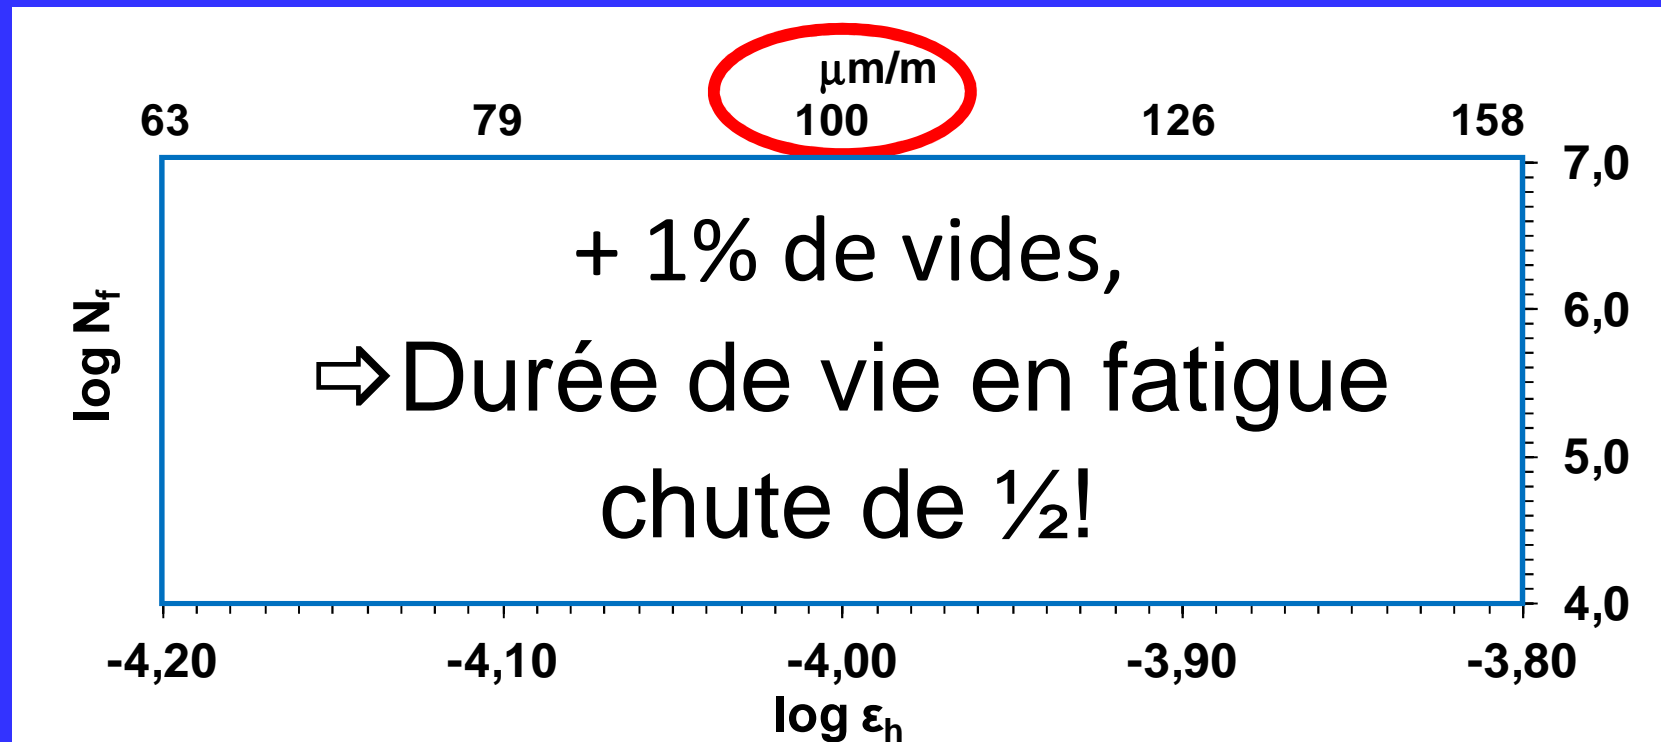 μm/m
63 79 100 126 158
7,0
+ 1% de vides,
log Nf
6,0
⇨Durée de vie en fatigue
5,0
chute de ½!
4,0
-4,20 -4,10 -4,00 -3,90 -3,80
log εh